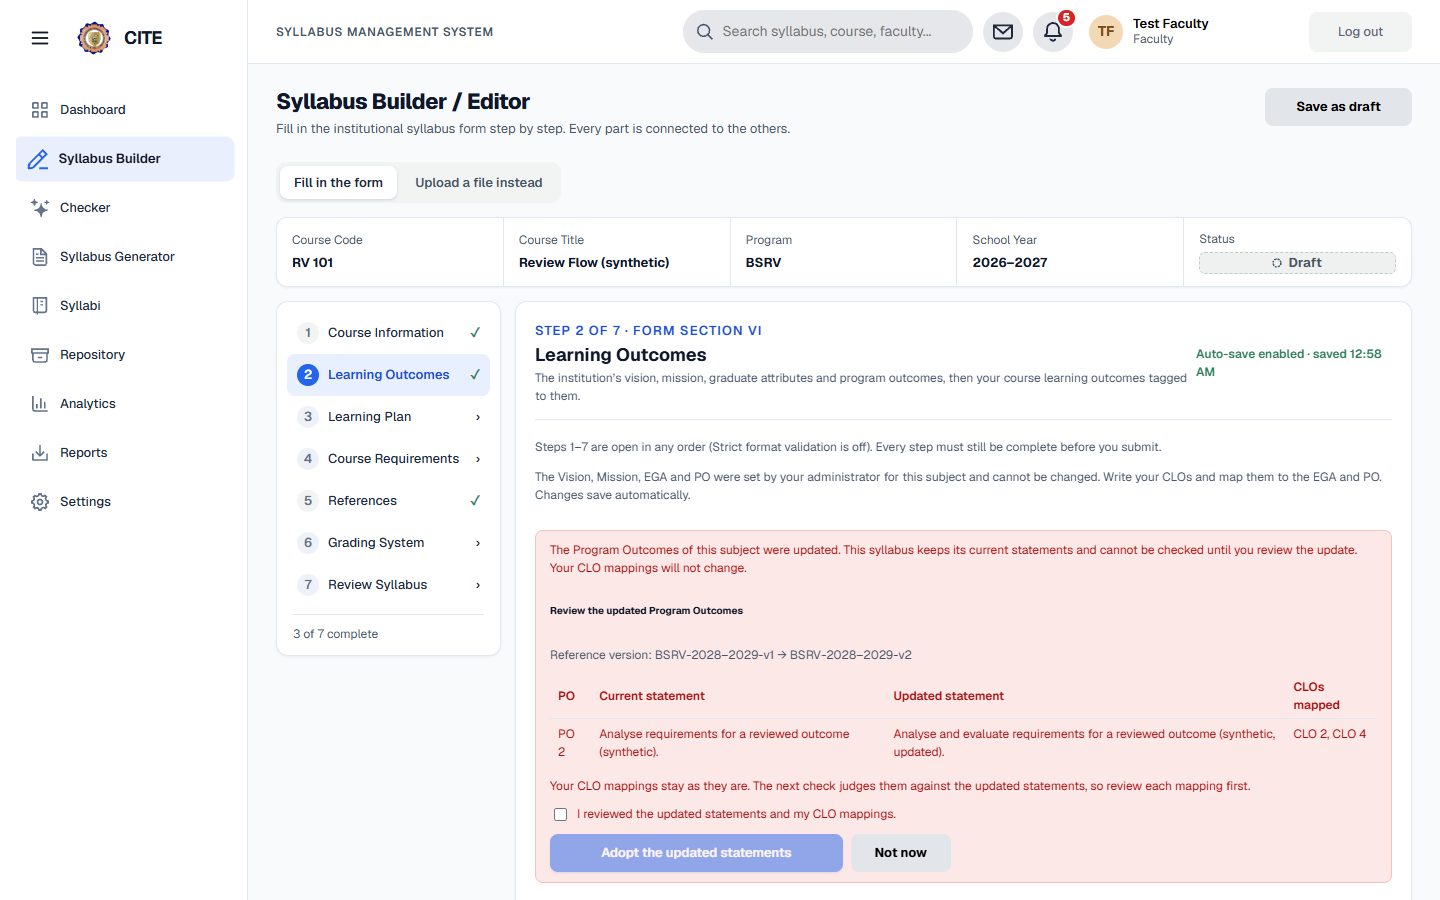 CITE
SYLLABUS MANAGEMENT SYSTEM
Search syllabus, course, faculty...
5
TF
Test Faculty
Faculty
Log out
Dashboard
Syllabus Builder
Checker
Syllabus Generator
Syllabi
Repository
Analytics
Reports
Settings
Syllabus Builder / Editor
Fill in the institutional syllabus form step by step. Every part is connected to the others.
Save as draft
Fill in the form
Upload a file instead
Course Code
RV 101
Course Title
Review Flow (synthetic)
Program
BSRV
School Year
2026–2027
Status
Draft
1 Course Information ✓
2 Learning Outcomes ✓
3 Learning Plan ›
4 Course Requirements ›
5 References ✓
6 Grading System ›
7 Review Syllabus ›
3 of 7 complete
STEP 2 OF 7 · FORM SECTION VI
Learning Outcomes
The institution's vision, mission, graduate attributes and program outcomes, then your course learning outcomes tagged
to them.
Auto-save enabled · saved 12:58
AM
Steps 1–7 are open in any order (Strict format validation is off). Every step must still be complete before you submit.
The Vision, Mission, EGA and PO were set by your administrator for this subject and cannot be changed. Write your CLOs and map them to the EGA and PO.
Changes save automatically.
The Program Outcomes of this subject were updated. This syllabus keeps its current statements and cannot be checked until you review the update.
Your CLO mappings will not change.
Review the updated Program Outcomes
Reference version: BSRV-2028–2029-v1 → BSRV-2028–2029-v2
PO
Current statement
Updated statement
CLOs
mapped
PO
2
Analyse requirements for a reviewed outcome
(synthetic).
Analyse and evaluate requirements for a reviewed outcome (synthetic,
updated).
CLO 2, CLO 4
Your CLO mappings stay as they are. The next check judges them against the updated statements, so review each mapping first.
I reviewed the updated statements and my CLO mappings.
Adopt the updated statements
Not now